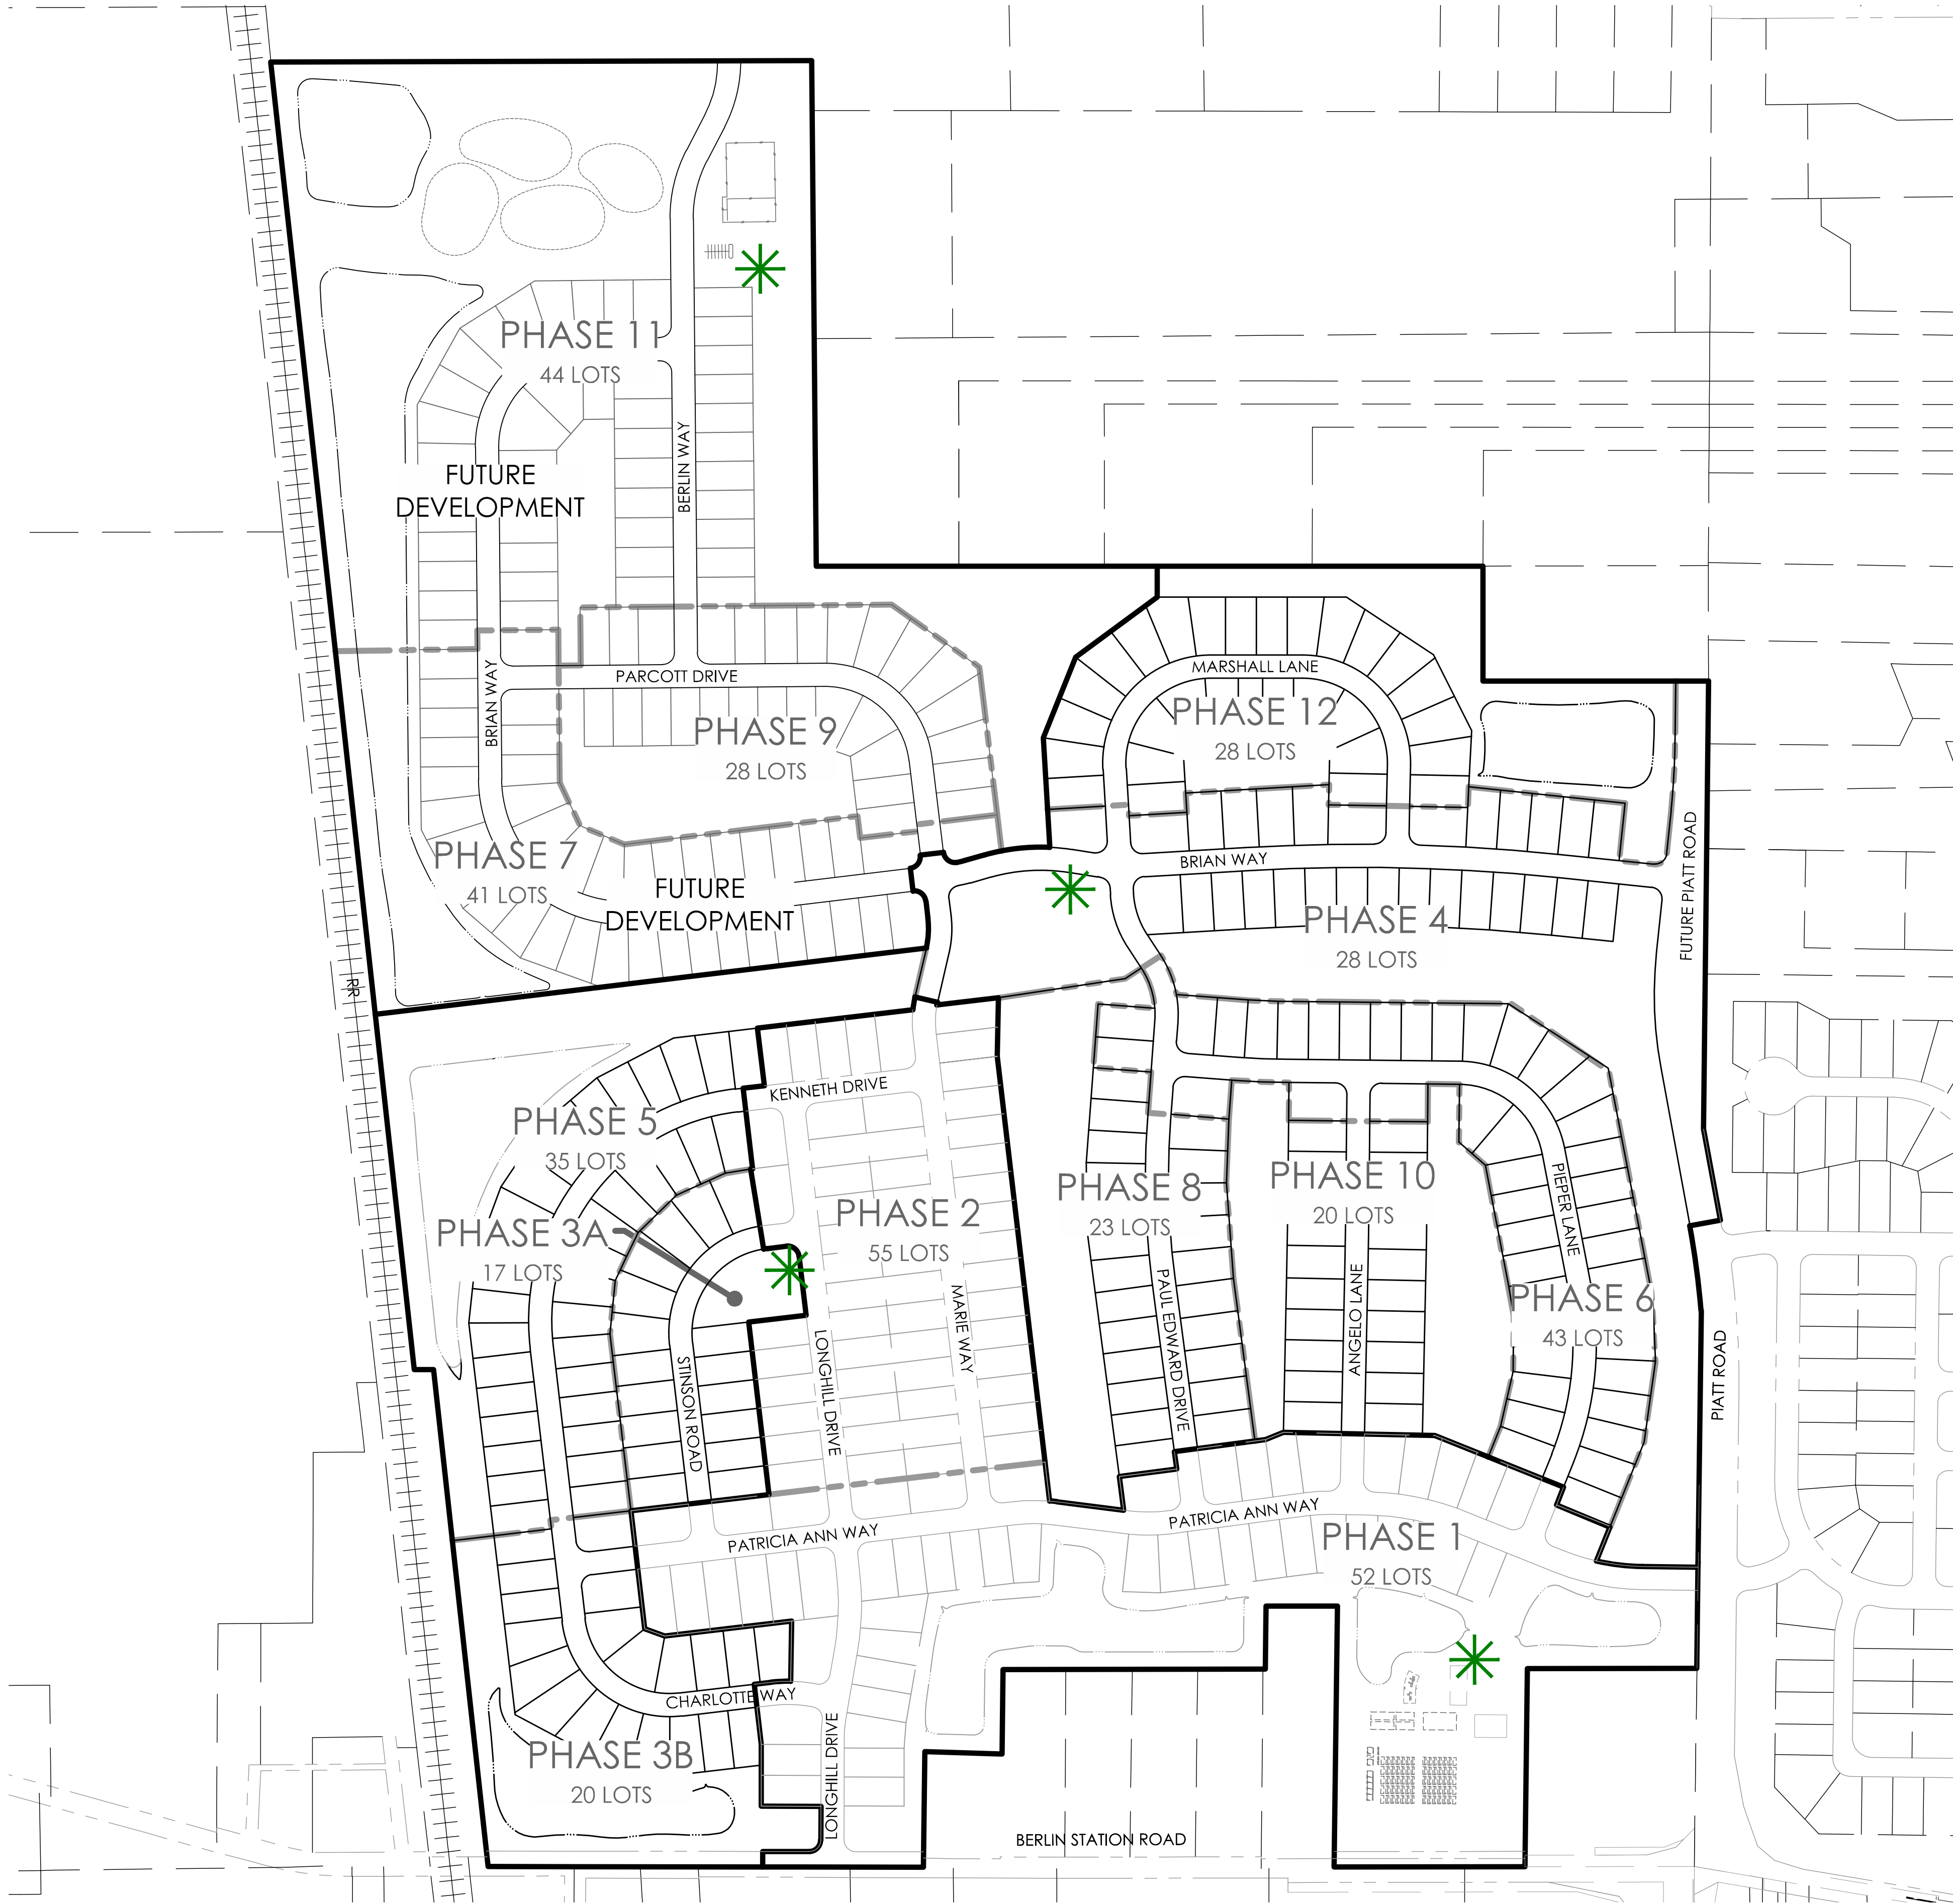 PHASE 11
44 LOTS
FUTURE
DEVELOPMENT
BERLIN WAY
BRIAN WAY
PARCOTT DRIVE
PHASE 9
28 LOTS
MARSHALL LANE
PHASE 12
28 LOTS
PHASE 7
41 LOTS
FUTURE
DEVELOPMENT
BRIAN WAY
PHASE 4
28 LOTS
FUTURE PIATT ROAD
RR
KENNETH DRIVE
PHASE 5
35 LOTS
PHASE 3A
17 LOTS
PHASE 2
55 LOTS
PHASE 8
23 LOTS
PHASE 10
20 LOTS
PIEPER LANE
PHASE 6
43 LOTS
STINSON ROAD
LONGHILL DRIVE
MARIE WAY
PAUL EDWARD DRIVE
ANGELO LANE
PIATT ROAD
PATRICIA ANN WAY
PATRICIA ANN WAY
PHASE 1
52 LOTS
CHARLOTTE WAY
PHASE 3B
20 LOTS
LONGHILL DRIVE
BERLIN STATION ROAD